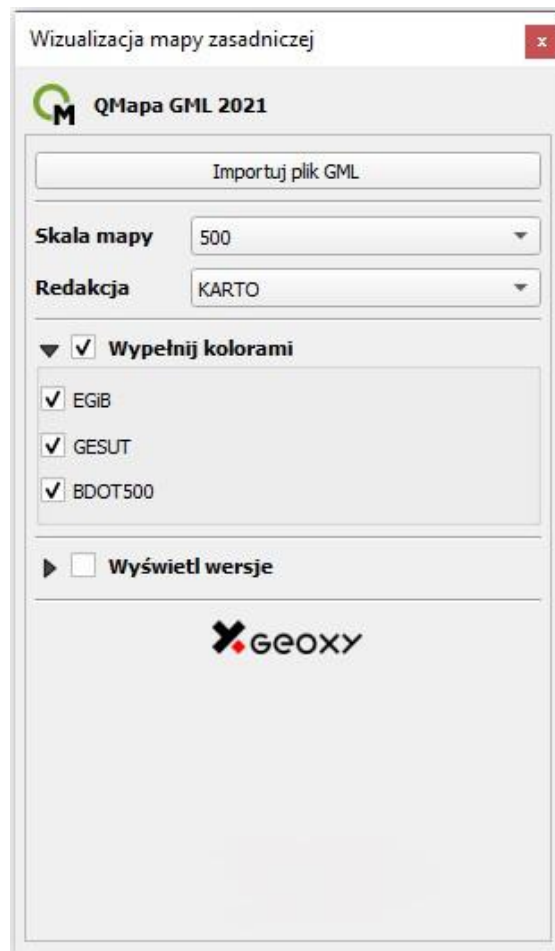 Wizualizacja mapy zasadniczej
x
QMapa GML 2021
Importuj plik GML
Skala mapy 500
Redakcja KARTO
Wypełnij kolorami
EGiB
GESUT
BDOT500
Wyświetl wersje
GEOXY